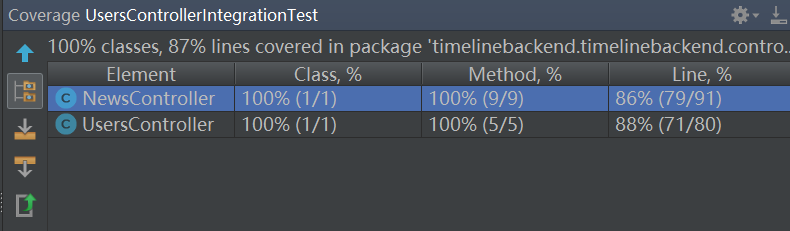 Coverage UsersControllerIntegrationTest
100% classes, 87% lines covered in package 'timelinebackend.timelinebackend.contro...
Element Class, % Method, % Line, %
C NewsController 100% (1/1) 100% (9/9) 86% (79/91)
C UsersController 100% (1/1) 100% (5/5) 88% (71/80)